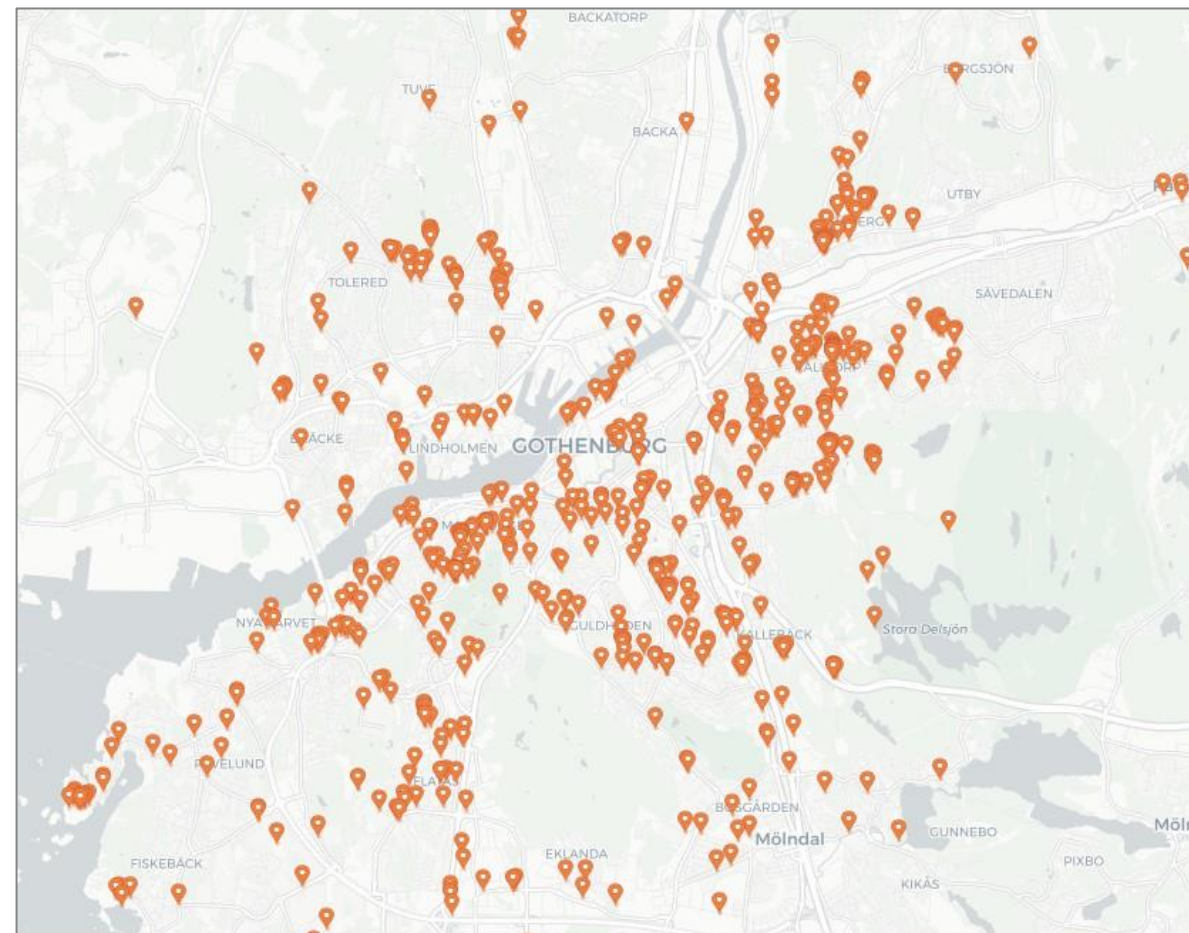 BACKATORP
BERGSJÖN
TUVE
BACKA
UTBY
TOLERED
SÄVEDALEN
LINDHOLMEN
GOTHENBURG
NYA VARVET
GULDHEDEN
KALLEBÄCK
Stora Delsjön
BOSGÅRDEN
Mölndal
GUNNEBO
EKLANDA
FISKEBÄCK
PIXBO
KIKÅS